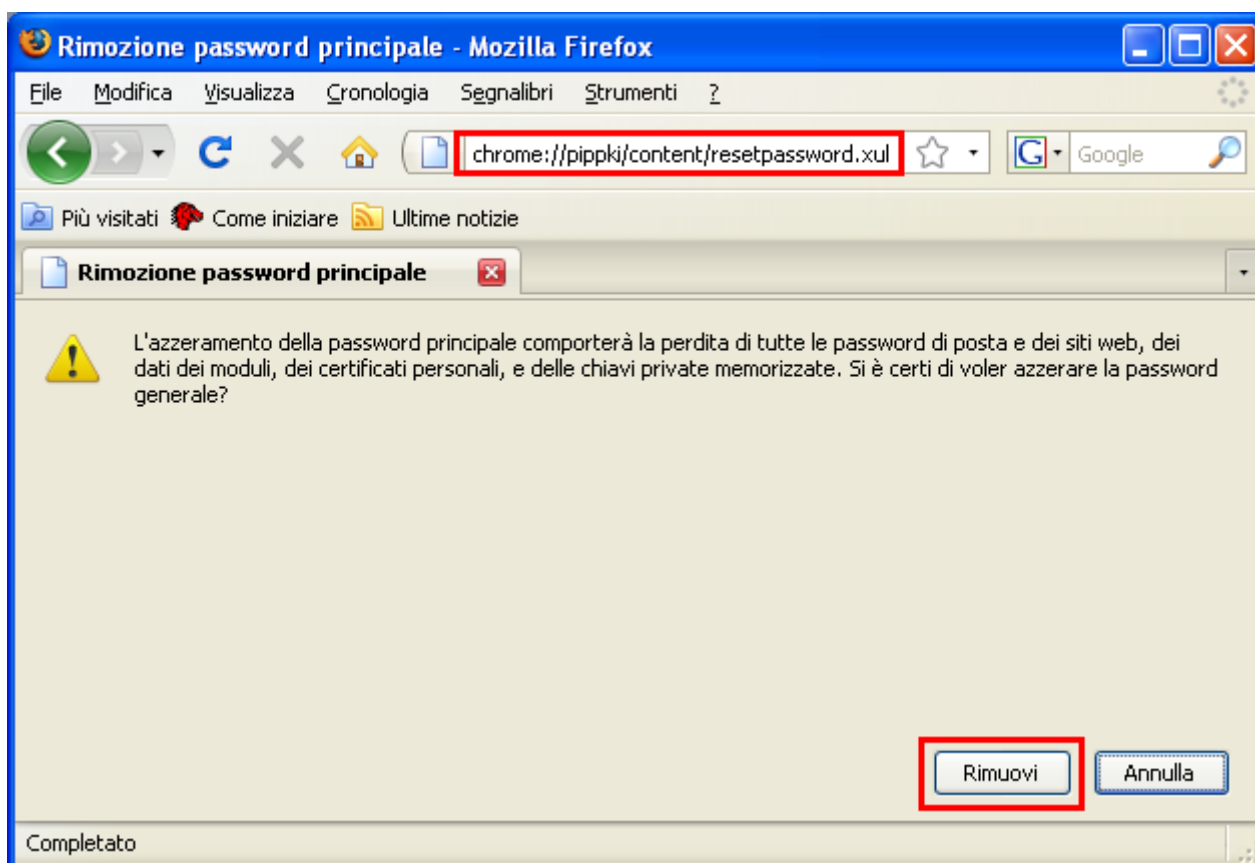 Rimozione password principale - Mozilla Firefox
File Modifica Visualizza Cronologia Segnalibri Strumenti ?
chrome://pippki/content/resetpassword.xul G Google
Più visitati Come iniziare Ultime notizie
Rimozione password principale
L'azzeramento della password principale comporterà la perdita di tutte le password di posta e dei siti web, dei
dati dei moduli, dei certificati personali, e delle chiavi private memorizzate. Si è certi di voler azzerare la password
generale?
Rimuovi Annulla
Completato